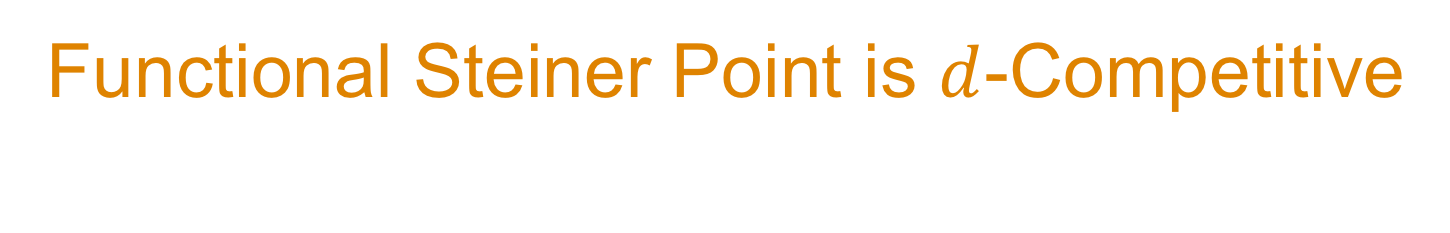 Functional Steiner Point is 𝑑-Competitive